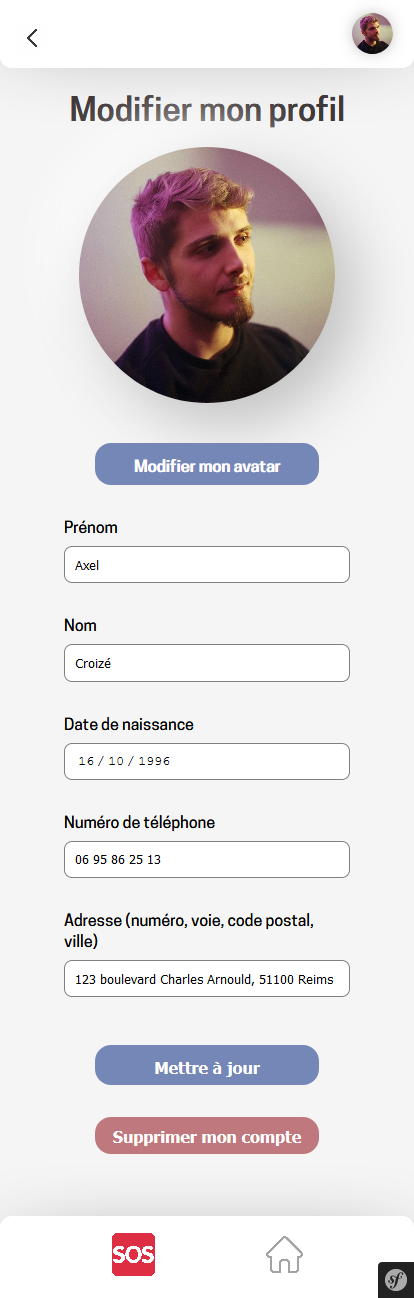 Modifier mon profil
Modifier mon avatar
Prénom
Axel
Nom
Croizé
Date de naissance
16 / 10 / 1996
Numéro de téléphone
06 95 86 25 13
Adresse (numéro, voie, code postal,
ville)
123 boulevard Charles Arnould, 51100 Reims
Mettre à jour
Supprimer mon compte
SOS
sf